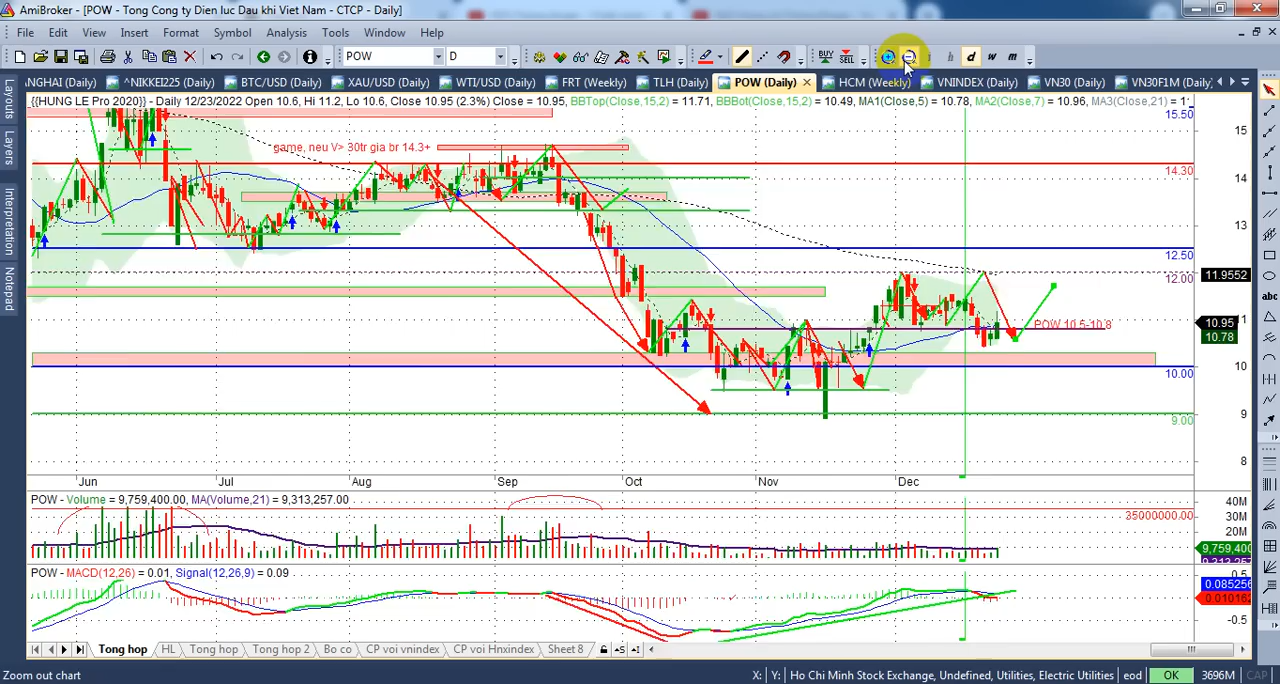 AmiBroker - [POW - Tong Cong ty Dien luc Dau khi Viet Nam - CTCP - Daily]
File Edit View Insert Format Symbol Analysis Tools Window Help
POW D BUY SELL h d w m
NGHAI (Daily) ^NIKKEI225 (Daily) BTC/USD (Daily) XAU/USD (Daily) WTI/USD (Daily) FRT (Weekly) TLH (Daily) POW (Daily) HCM (Weekly) VNINDEX (Daily) VN30 (Daily) VN30F1M (Daily)
Layouts
Layers
Interpretation
Notepad
{{HUNG LE Pro 2020}} - Daily 12/23/2022 Open 10.6, Hi 11.2, Lo 10.6, Close 10.95 (2.3%) Close = 10.95, BBTop(Close,15,2) = 11.71, BBBot(Close,15,2) = 10.49, MA1(Close,5) = 10.78, MA2(Close,7) = 10.96, MA3(Close,21) =
15.50
15
game, neu V> 30tr gia br 14.3+
14.30
14
13
12.50
11.9552
12.00
11
10.95
POW 10.5-10.8
10.78
10
10.00
9
9.00
8
Jun Jul Aug Sep Oct Nov Dec
POW - Volume = 9,759,400.00, MA(Volume,21) = 9,313,257.00
40M
35000000.00
30M
20M
9,759,400
POW - MACD(12,26) = 0.01, Signal(12,26,9) = 0.09
0.5
0.085256
0.010162
-0.5
Tong hop HL Tong hop Tong hop 2 Bo co CP voi vnindex CP voi Hnxindex Sheet 8
Zoom out chart X: Y: Ho Chi Minh Stock Exchange, Undefined, Utilities, Electric Utilities eod OK 3696M CAP
abc